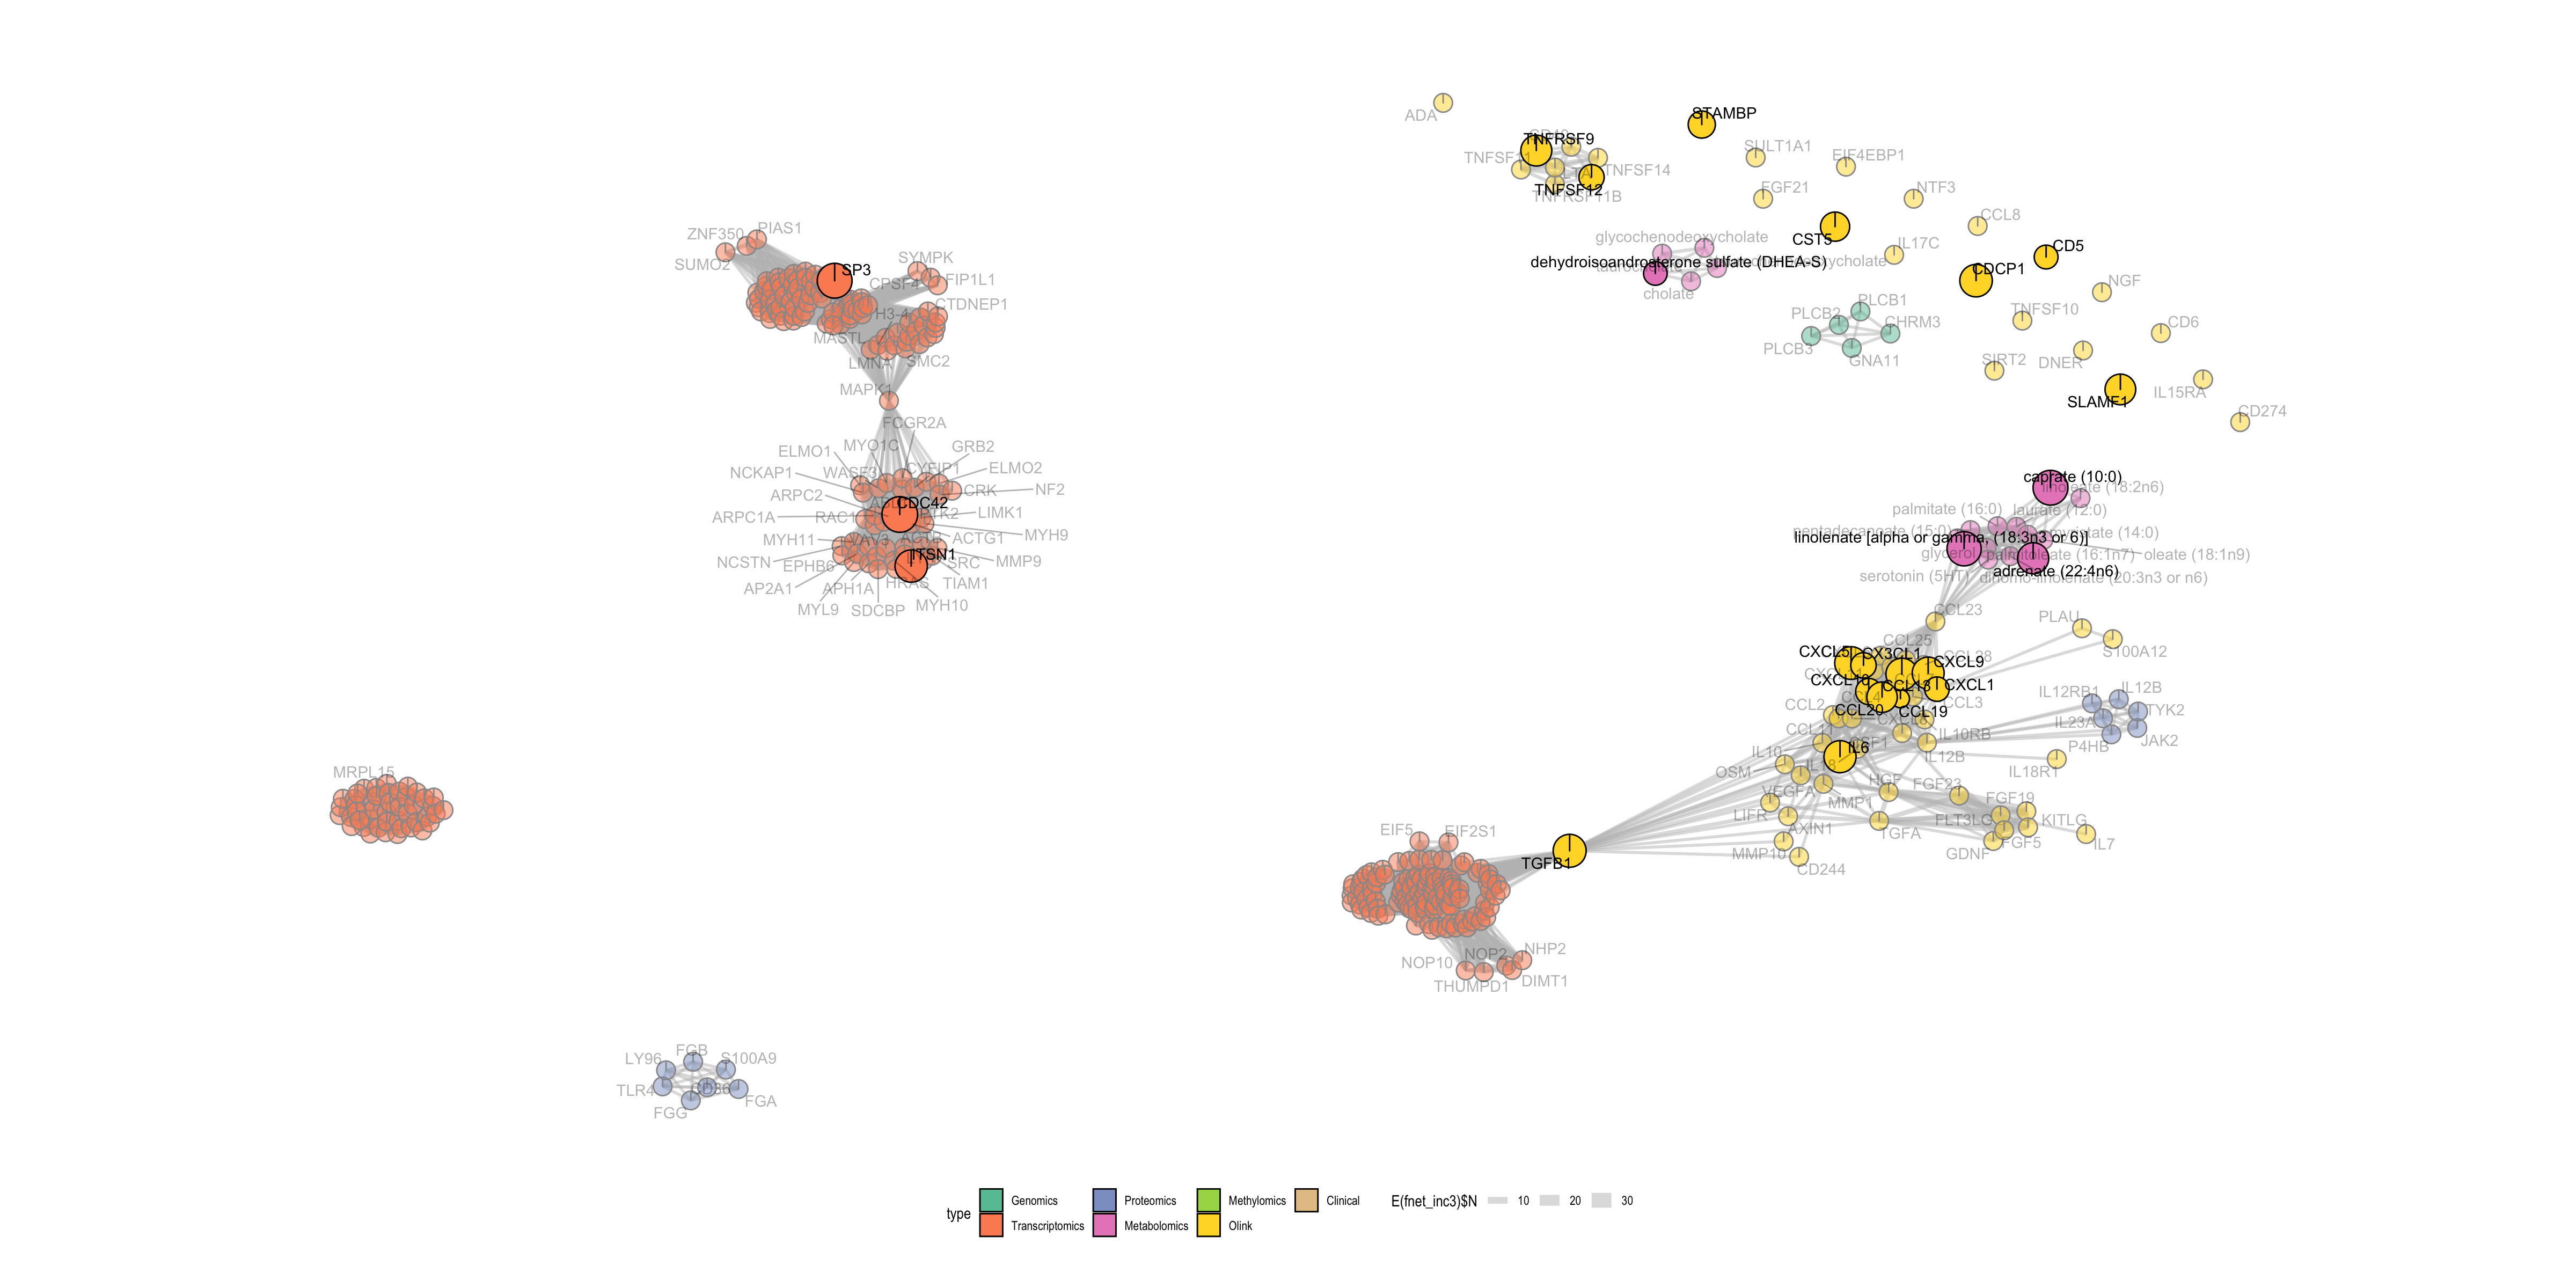 ADA
STAMBP
TNFRSF9
TNFSF11
TNFSF14
TNFSF12
TNFRSF11B
SULT1A1
EIF4EBP1
FGF21
NTF3
CCL8
CST5
IL17C
CD5
CDCP1
NGF
TNFSF10
CD6
SIRT2
DNER
IL15RA
SLAMF1
CD274
glycochenodeoxycholate
dehydroisoandrosterone sulfate (DHEA-S)
cholate
PLCB1
PLCB2
CHRM3
PLCB3
GNA11
ZNF350
PIAS1
SUMO2
SP3
SYMPK
CPSF4
FIP1L1
CTDNEP1
H3-4
MASTL
LMNA
SMC2
MAPK1
FCGR2A
ELMO1
MYO1C
GRB2
NCKAP1
WASF3
CYFIP1
ELMO2
ARPC2
CDC42
CRK
NF2
ARPC1A
RAC1
PTK2
LIMK1
MYH11
VAV3
ACTG1
MYH9
NCSTN
EPHB6
ITSN1
SRC
MMP9
AP2A1
APH1A
HRAS
TIAM1
MYL9
SDCBP
MYH10
caprate (10:0)
linoleate (18:2n6)
palmitate (16:0)
laurate (12:0)
pentadecanoate (15:0)
myristate (14:0)
linolenate [alpha or gamma, (18:3n3 or 6)]
glycerol
palmitoleate (16:1n7)
oleate (18:1n9)
serotonin (5HT)
adrenate (22:4n6)
dihomo-linolenate (20:3n3 or n6)
CCL23
PLAU
S100A12
CCL25
CXCL5
CX3CL1
CCL28
CXCL9
CXCL10
CCL13
CXCL1
CCL2
CCL20
CCL19
CCL3
CCL11
IL6
IL10RB
IL12B
IL10
OSM
IL18
IL12RB1
IL12B
IL23A
TYK2
P4HB
JAK2
IL18R1
VEGFA
MMP1
HGF
FGF23
FGF19
LIFR
AXIN1
TGFA
FLT3LG
KITLG
MMP10
CD244
GDNF
FGF5
IL7
TGFB1
MRPL15
EIF5
EIF2S1
NOP10
NOP2
NHP2
THUMPD1
DIMT1
LY96
FGB
S100A9
TLR4
CD36
FGG
FGA
type
Genomics
Proteomics
Methylomics
Clinical
Transcriptomics
Metabolomics
Olink
E(fnet_inc3)$N
10
20
30